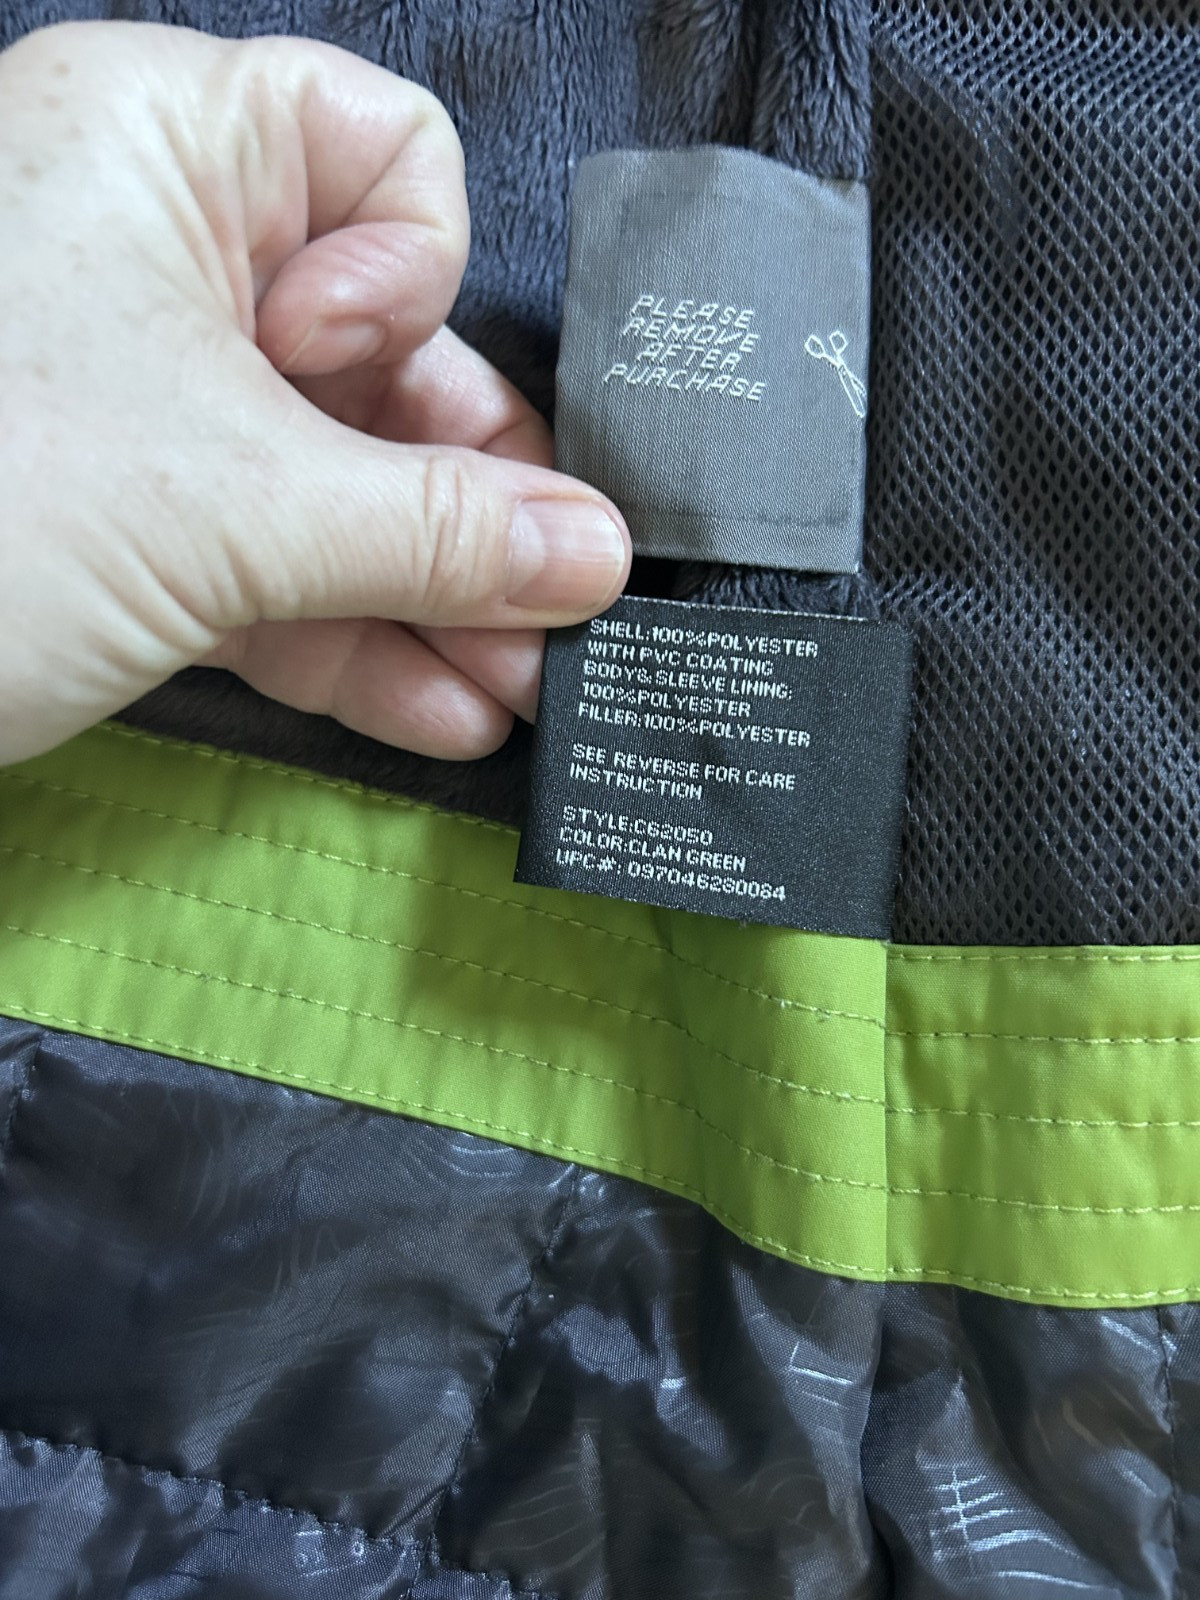 PLEASE
REMOVE
AFTER
PURCHASE
SHELL:100%POLYESTER
WITH PVC COATING
BODY&SLEEVE LINING:
100%POLYESTER
FILLER:100%POLYESTER
SEE REVERSE FOR CARE
INSTRUCTION
STYLE:C62050
COLOR:CLAN GREEN
UPC#: 097046280084